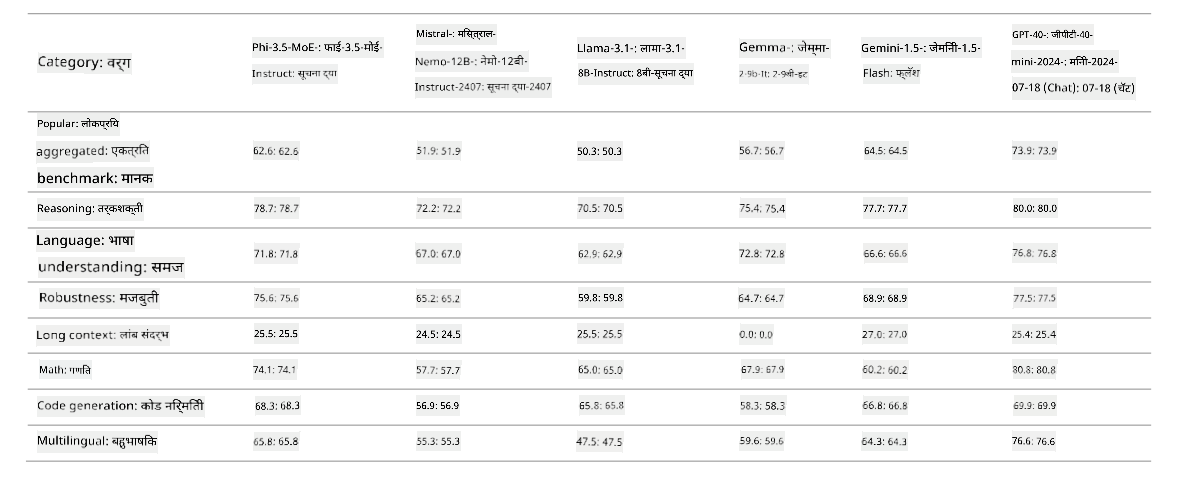 Category: वर्ग
Phi-3.5-MoE-: फाई-3.5-मोई-
Instruct: सूचना द्या
Mistral-: मिस्त्राल-
Nemo-12B-: नेमो-12बी-
Instruct-2407: सूचना द्या-2407
Llama-3.1-: लामा-3.1-
8B-Instruct: 8बी-सूचना द्या
Gemma-: जेम्मा-
2-9b-It: 2-9बी-इट
Gemini-1.5-: जेमिनी-1.5-
Flash: फ्लॅश
GPT-4O-: जीपीटी-4O-
mini-2024-: मिनी-2024-
07-18 (Chat): 07-18 (चॅट)
Popular: लोकप्रिय
aggregated: एकत्रित
benchmark: मानक
62.6: 62.6
51.9: 51.9
50.3: 50.3
56.7: 56.7
64.5: 64.5
73.9: 73.9
Reasoning: तर्कशक्ती
78.7: 78.7
72.2: 72.2
70.5: 70.5
75.4: 75.4
77.7: 77.7
80.0: 80.0
Language: भाषा
understanding: समज
71.8: 71.8
67.0: 67.0
62.9: 62.9
72.8: 72.8
66.6: 66.6
76.8: 76.8
Robustness: मजबुती
75.6: 75.6
65.2: 65.2
59.8: 59.8
64.7: 64.7
68.9: 68.9
77.5: 77.5
Long context: लांब संदर्भ
25.5: 25.5
24.5: 24.5
25.5: 25.5
0.0: 0.0
27.0: 27.0
25.4: 25.4
Math: गणित
74.1: 74.1
57.7: 57.7
65.0: 65.0
67.9: 67.9
60.2: 60.2
80.8: 80.8
Code generation: कोड निर्मिती
68.3: 68.3
56.9: 56.9
65.8: 65.8
58.3: 58.3
66.8: 66.8
69.9: 69.9
Multilingual: बहुभाषिक
65.8: 65.8
55.3: 55.3
47.5: 47.5
59.6: 59.6
64.3: 64.3
76.6: 76.6